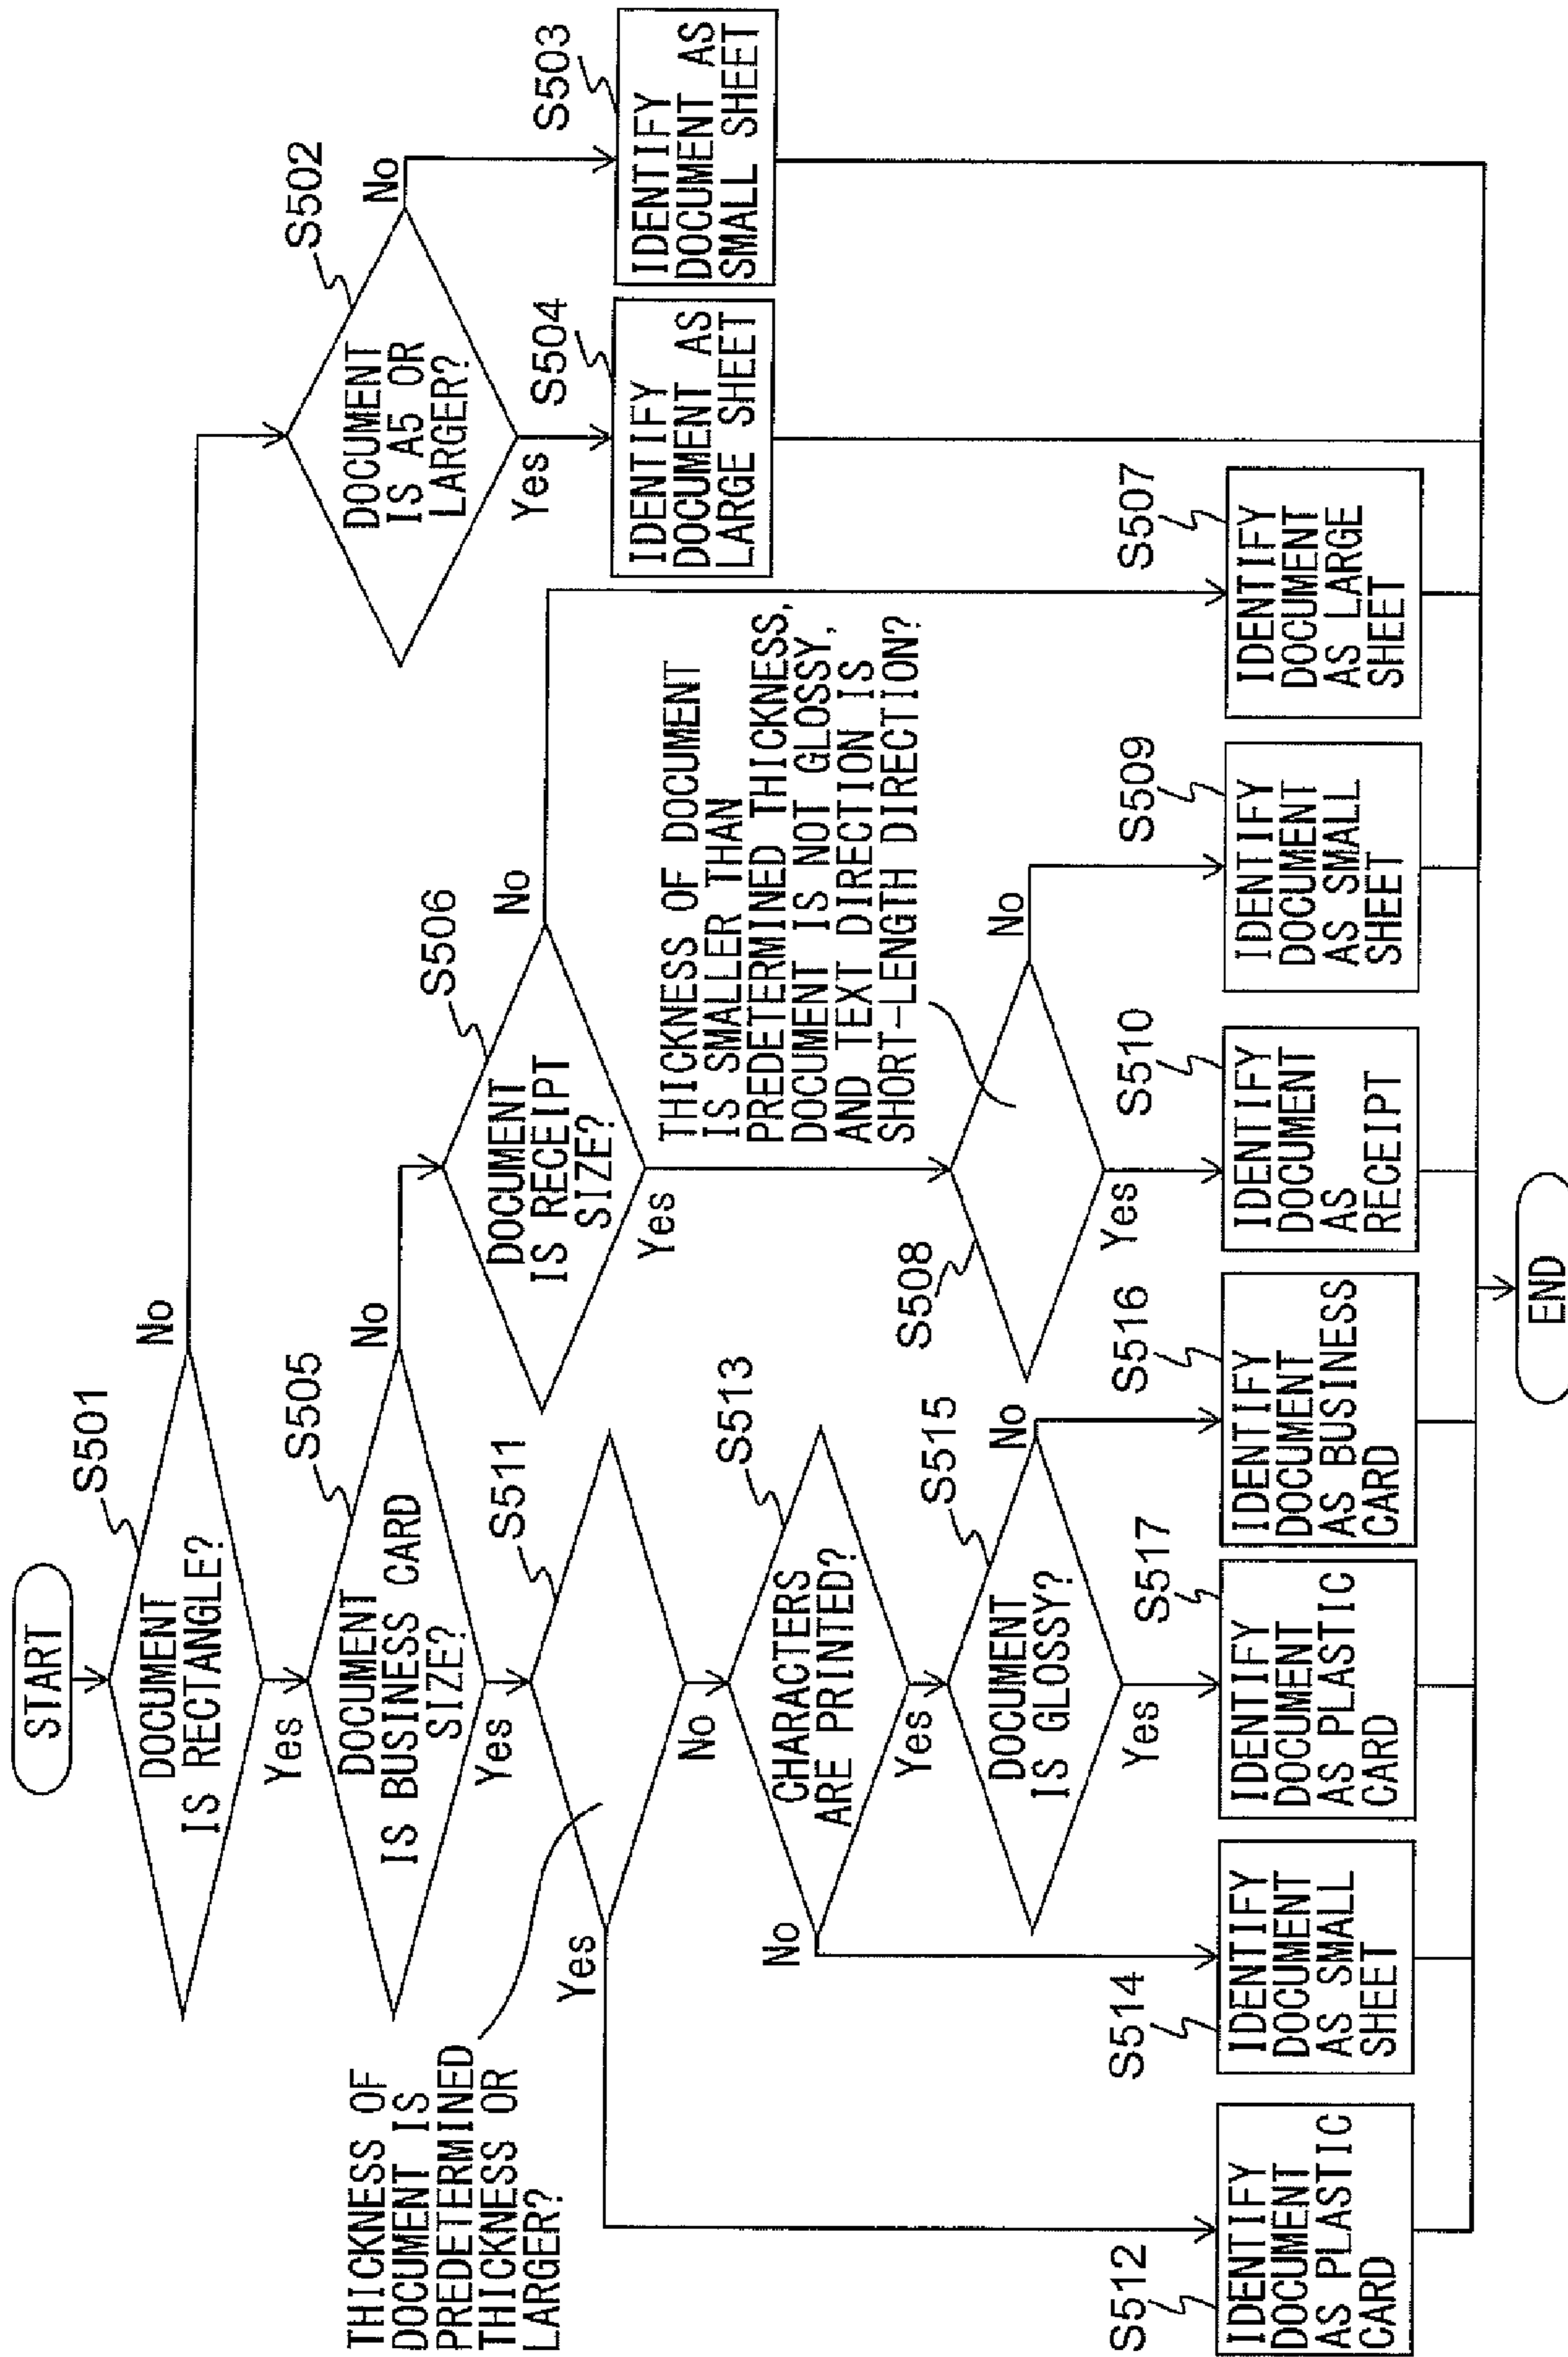 START
S501
DOCUMENT
IS RECTANGLE?
No
Yes
S502
DOCUMENT
IS A5 OR
LARGER?
No
Yes
S503
IDENTIFY
DOCUMENT AS
SMALL SHEET
S504
IDENTIFY
DOCUMENT AS
LARGE SHEET
S505
DOCUMENT
IS BUSINESS CARD
SIZE?
No
Yes
S506
DOCUMENT
IS RECEIPT
SIZE?
No
Yes
S507
IDENTIFY
DOCUMENT
AS LARGE
SHEET
THICKNESS OF DOCUMENT
IS SMALLER THAN
PREDETERMINED THICKNESS,
DOCUMENT IS NOT GLOSSY,
AND TEXT DIRECTION IS
SHORT-LENGTH DIRECTION?
S508
No
Yes
S509
IDENTIFY
DOCUMENT
AS SMALL
SHEET
S510
IDENTIFY
DOCUMENT
AS
RECEIPT
THICKNESS OF
DOCUMENT IS
PREDETERMINED
THICKNESS OR
LARGER?
S511
Yes
No
S512
IDENTIFY
DOCUMENT
AS PLASTIC
CARD
S513
CHARACTERS
ARE PRINTED?
No
Yes
S514
IDENTIFY
DOCUMENT
AS SMALL
SHEET
S515
DOCUMENT
IS GLOSSY?
No
Yes
S516
IDENTIFY
DOCUMENT
AS BUSINESS
CARD
S517
IDENTIFY
DOCUMENT
AS PLASTIC
CARD
END